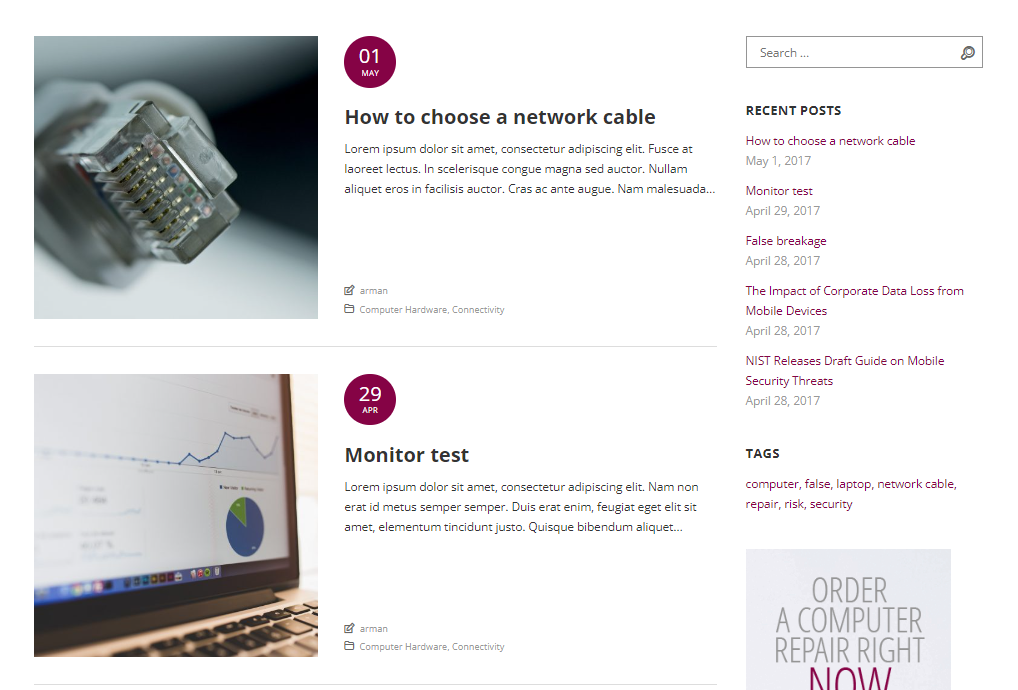 01
MAY
How to choose a network cable
Lorem ipsum dolor sit amet, consectetur adipiscing elit. Fusce at
laoreet lectus. In scelerisque congue magna sed auctor. Nullam
aliquet eros in facilisis auctor. Cras ac ante augue. Nam malesuada...
arman
Computer Hardware, Connectivity
29
APR
Monitor test
Lorem ipsum dolor sit amet, consectetur adipiscing elit. Nam non
erat id metus semper semper. Duis erat enim, feugiat eget elit sit
amet, elementum tincidunt justo. Quisque bibendum aliquet...
arman
Computer Hardware, Connectivity
Search ...
RECENT POSTS
How to choose a network cable
May 1, 2017
Monitor test
April 29, 2017
False breakage
April 28, 2017
The Impact of Corporate Data Loss from
Mobile Devices
April 28, 2017
NIST Releases Draft Guide on Mobile
Security Threats
April 28, 2017
TAGS
computer, false, laptop, network cable,
repair, risk, security
ORDER
A COMPUTER
REPAIR RIGHT
NOW